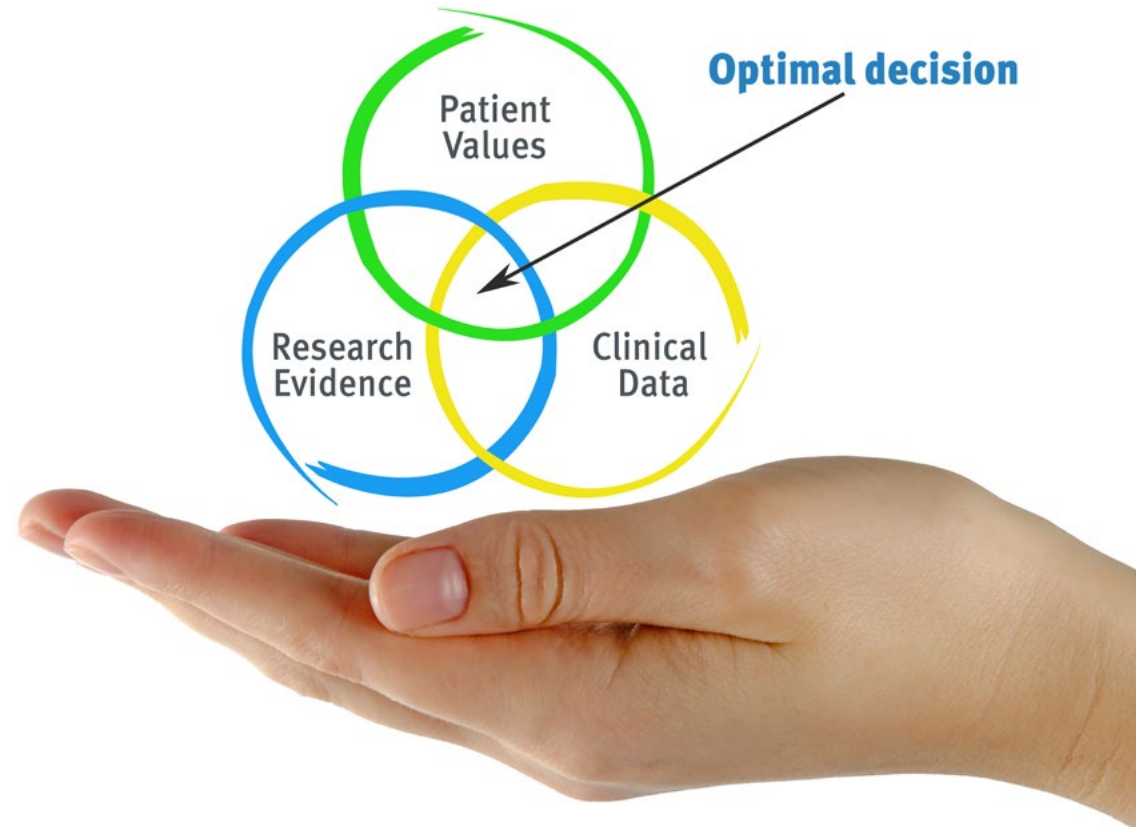 Optimal decision
Patient
Values
Research
Evidence
Clinical
Data